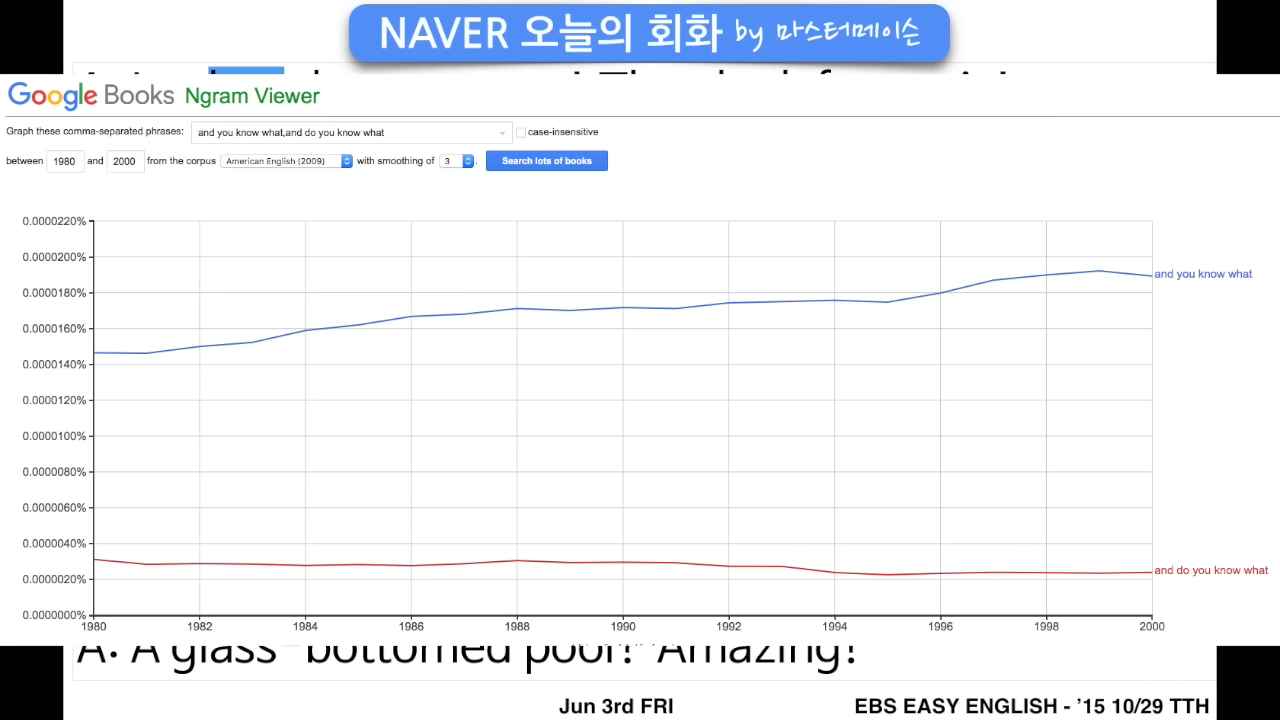 NAVER 오늘의 회화 by 마스터메이슨
Google Books Ngram Viewer
Graph these comma-separated phrases: and you know what,and do you know what case-insensitive
between 1980 and 2000 from the corpus American English (2009) with smoothing of 3 . Search lots of books
0.0000220%
0.0000200%
0.0000180%
0.0000160%
0.0000140%
0.0000120%
0.0000100%
0.0000080%
0.0000060%
0.0000040%
0.0000020%
0.0000000%
and you know what
and do you know what
1980 1982 1984 1986 1988 1990 1992 1994 1996 1998 2000
A: A glass-bottomed pool? Amazing!
Jun 3rd FRI
EBS EASY ENGLISH - ’15 10/29 TTH